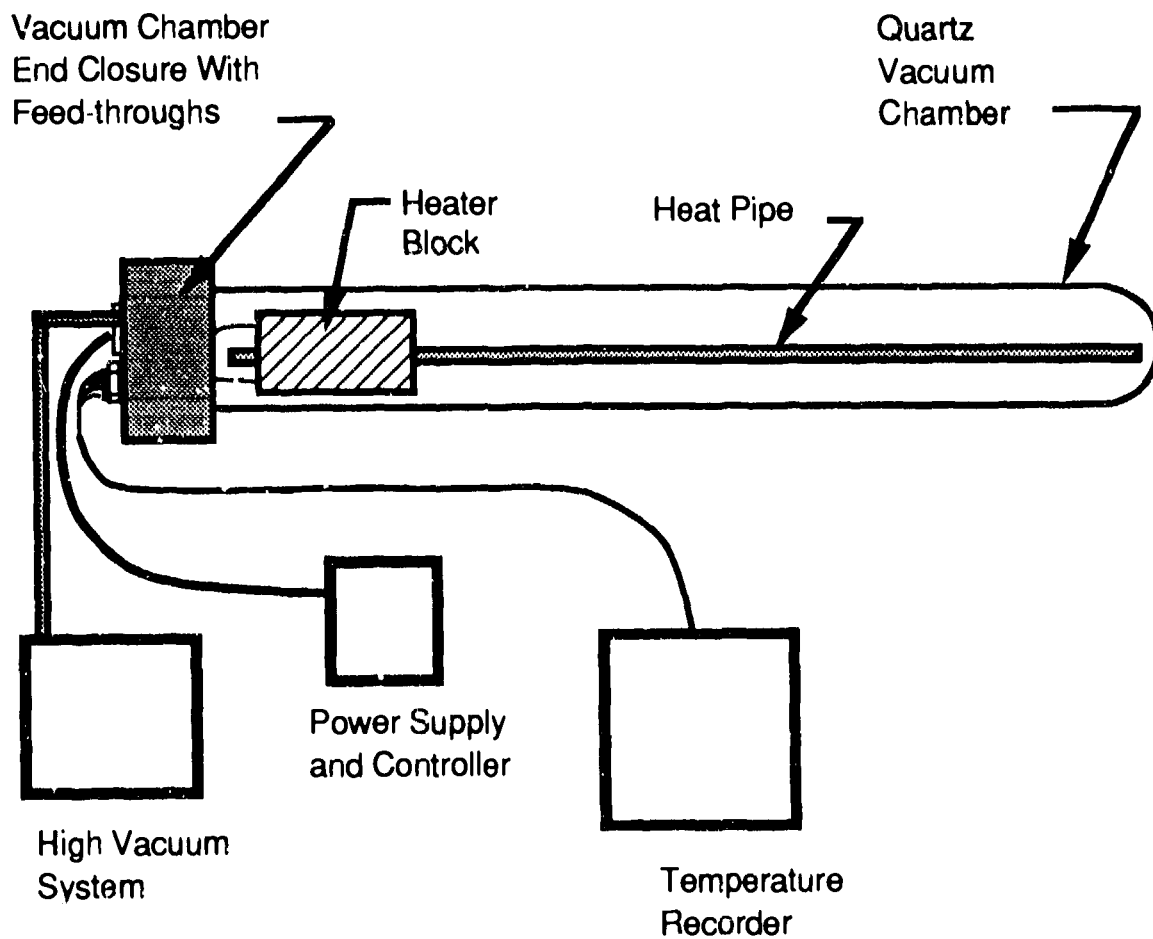 Vacuum Chamber
End Closure With
Feed-throughs
Quartz
Vacuum
Chamber
Heater
Block
Heat Pipe
Power Supply
and Controller
High Vacuum
System
Temperature
Recorder